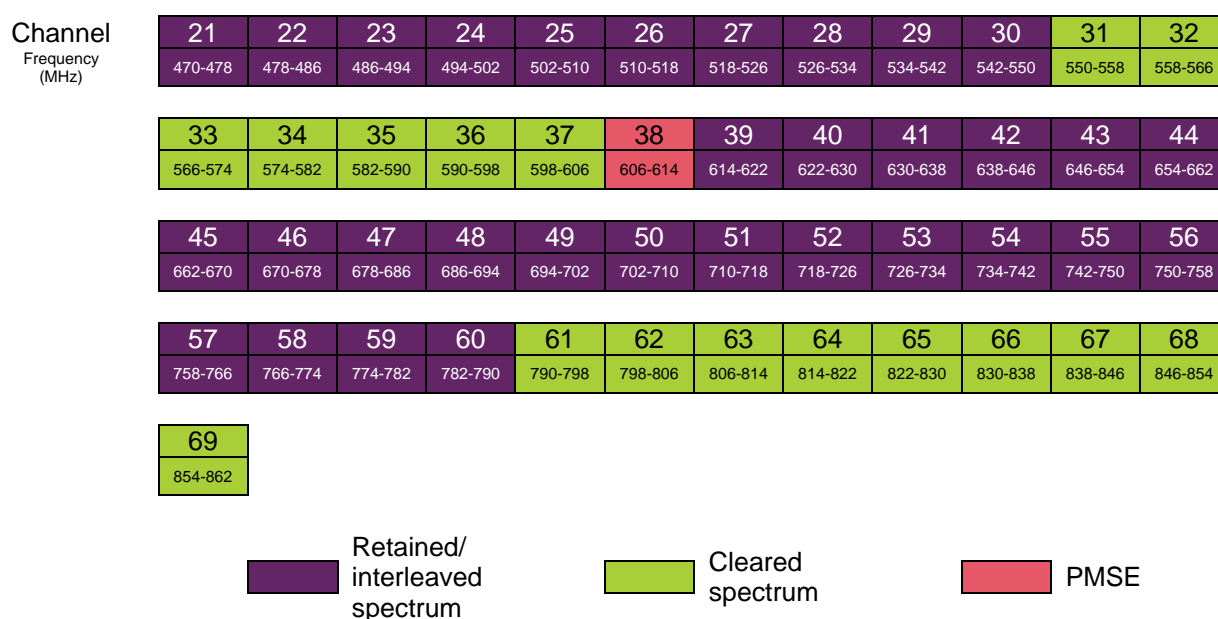 Channel
Frequency
(MHz)
21 22 23 24 25 26 27 28 29 30 31 32
470-478 478-486 486-494 494-502 502-510 510-518 518-526 526-534 534-542 542-550 550-558 558-566
33 34 35 36 37 38 39 40 41 42 43 44
566-574 574-582 582-590 590-598 598-606 606-614 614-622 622-630 630-638 638-646 646-654 654-662
45 46 47 48 49 50 51 52 53 54 55 56
662-670 670-678 678-686 686-694 694-702 702-710 710-718 718-726 726-734 734-742 742-750 750-758
57 58 59 60 61 62 63 64 65 66 67 68
758-766 766-774 774-782 782-790 790-798 798-806 806-814 814-822 822-830 830-838 838-846 846-854
69
854-862
Retained/
interleaved
spectrum
Cleared
spectrum
PMSE